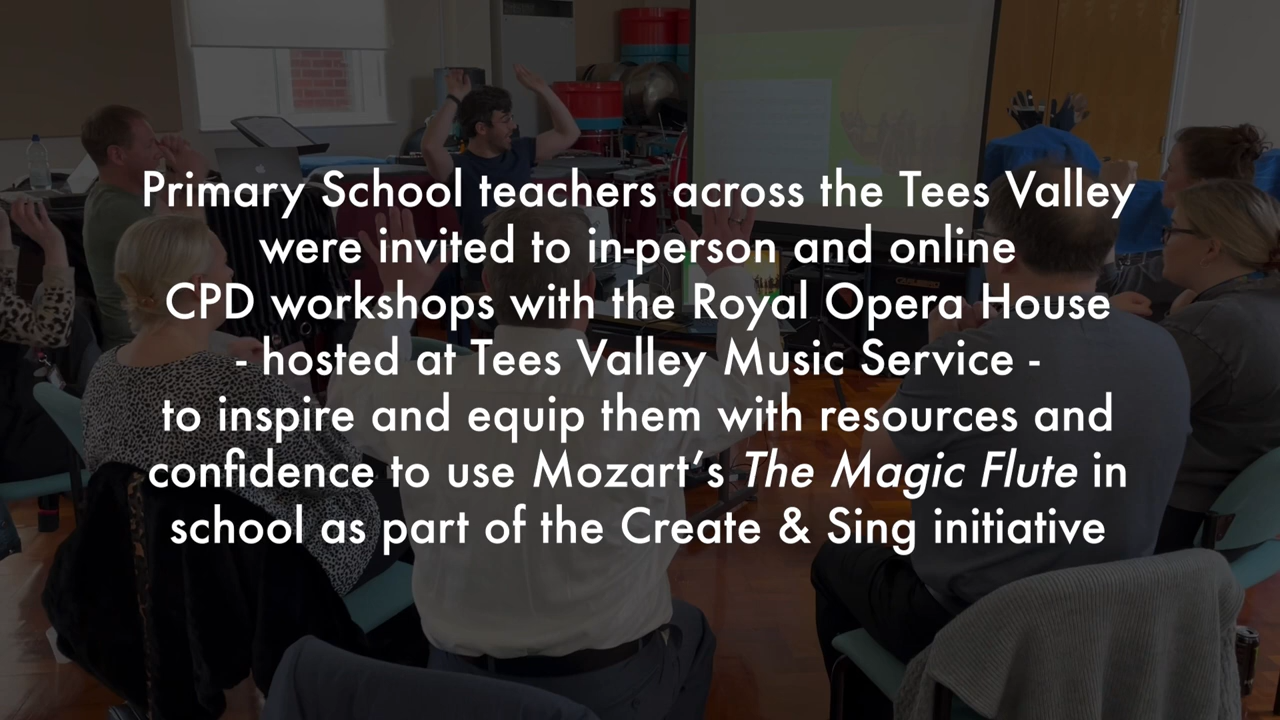 Primary School teachers across the Tees Valley
were invited to in-person and online
CPD workshops with the Royal Opera House
- hosted at Tees Valley Music Service -
to inspire and equip them with resources and
confidence to use Mozart’s The Magic Flute in
school as part of the Create & Sing initiative